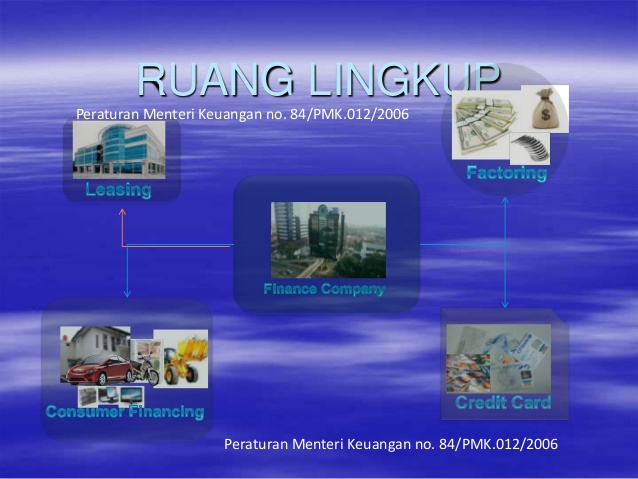 RUANG LINGKUP
Peraturan Menteri Keuangan no. 84/PMK.012/2006
Leasing
Factoring
Finance Company
Consumer Financing
Credit Card
Peraturan Menteri Keuangan no. 84/PMK.012/2006